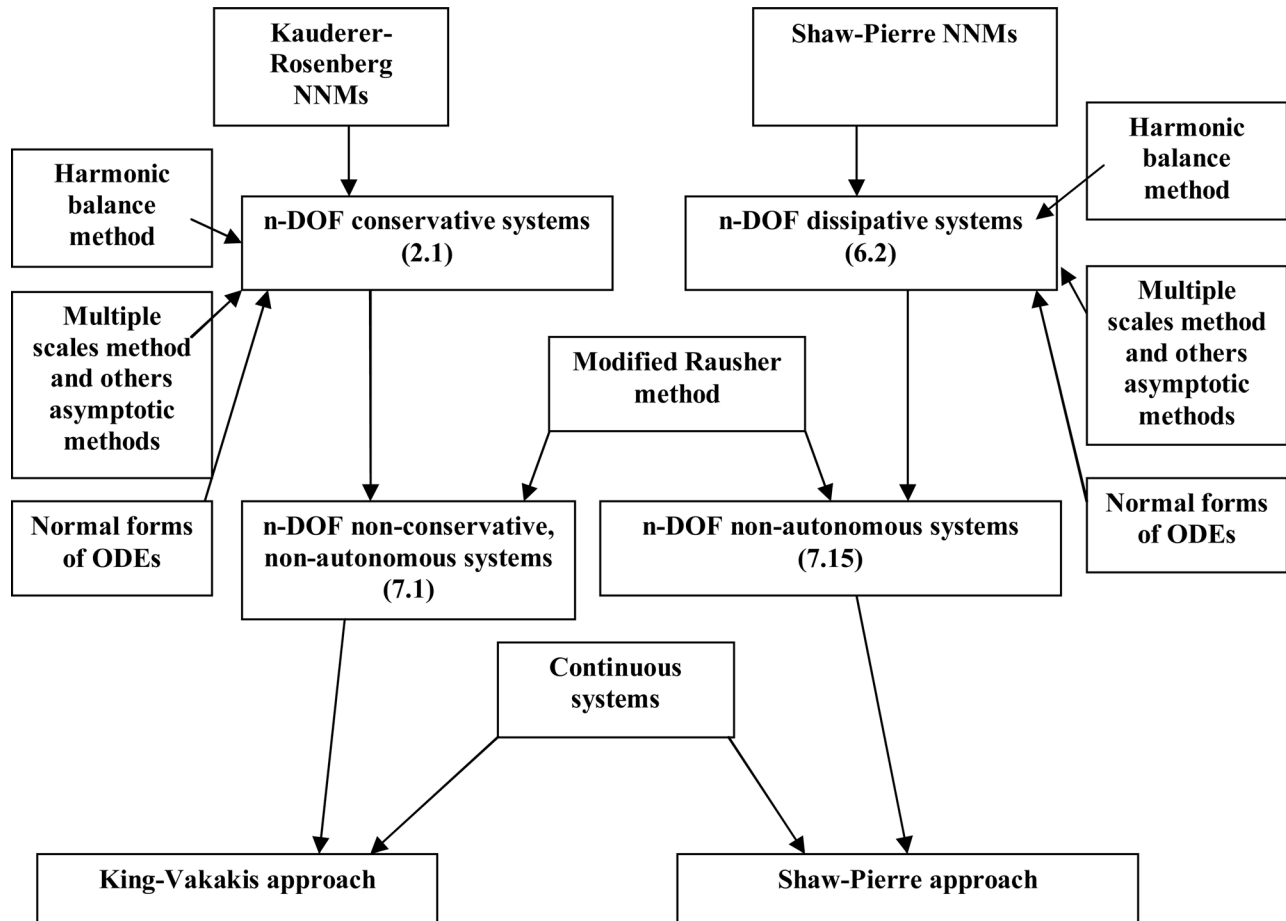 Kauderer-
Rosenberg
NNMs
Shaw-Pierre NNMs
Harmonic
balance
method
n-DOF conservative systems
(2.1)
n-DOF dissipative systems
(6.2)
Harmonic
balance
method
Multiple
scales method
and others
asymptotic
methods
Modified Rausher
method
Multiple
scales method
and others
asymptotic
methods
Normal forms
of ODEs
n-DOF non-conservative,
non-autonomous systems
(7.1)
n-DOF non-autonomous systems
(7.15)
Normal forms
of ODEs
Continuous
systems
King-Vakakis approach
Shaw-Pierre approach